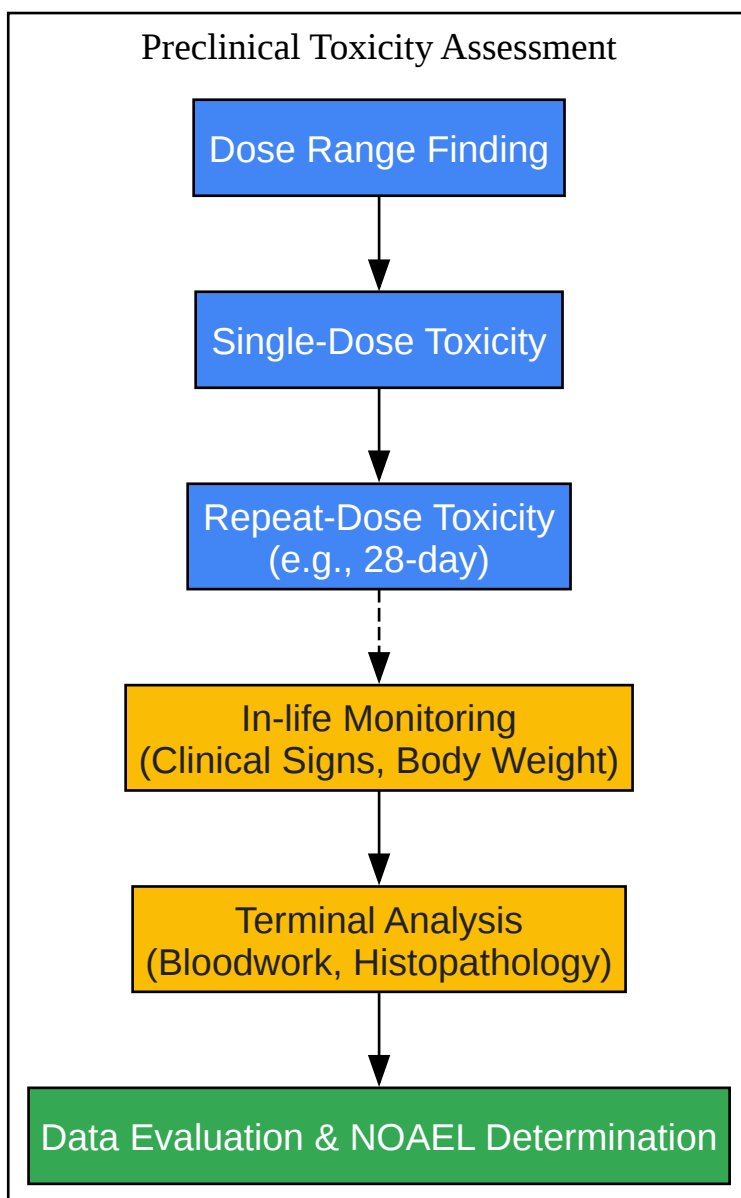 Preclinical Toxicity Assessment
Dose Range Finding
Single-Dose Toxicity
Repeat-Dose Toxicity
(e.g., 28-day)
In-life Monitoring
(Clinical Signs, Body Weight)
Terminal Analysis
(Bloodwork, Histopathology)
Data Evaluation & NOAEL Determination